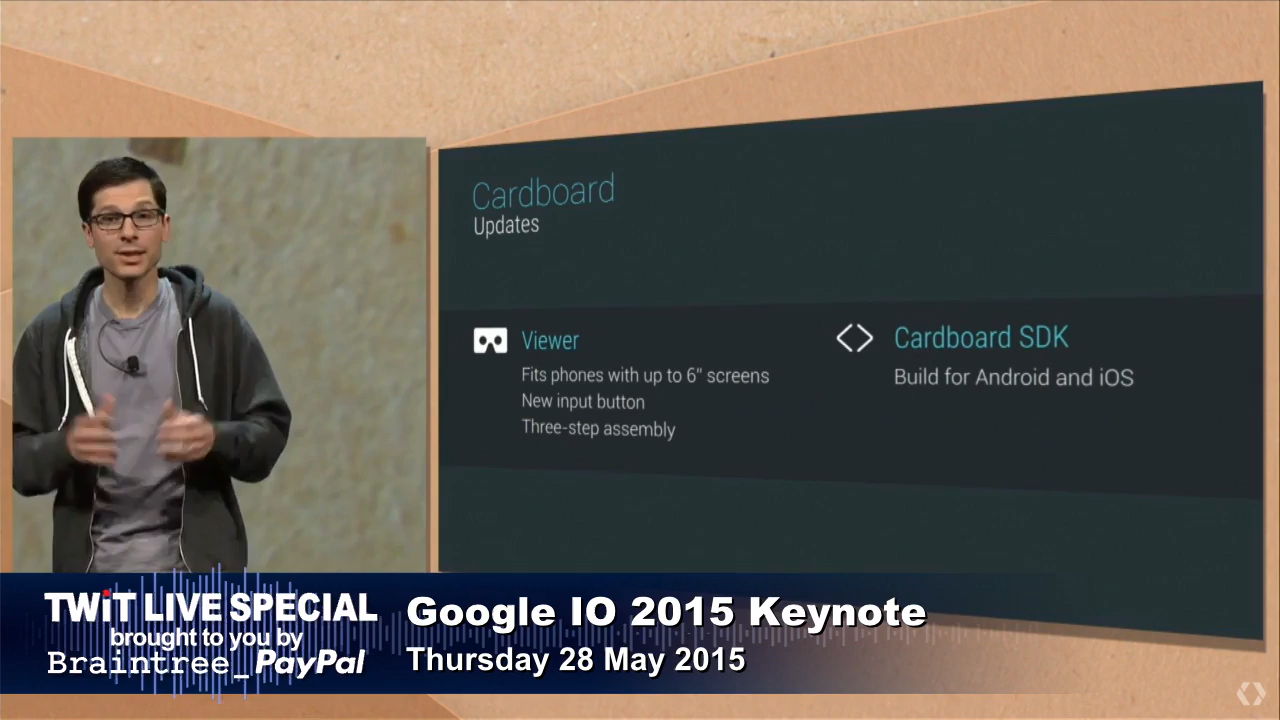 Cardboard
Updates
Viewer
Fits phones with up to 6" screens
New input button
Three-step assembly
Cardboard SDK
Build for Android and iOS
TWiT LIVE SPECIAL
brought to you by
Braintree_PayPal
Google IO 2015 Keynote
Thursday 28 May 2015